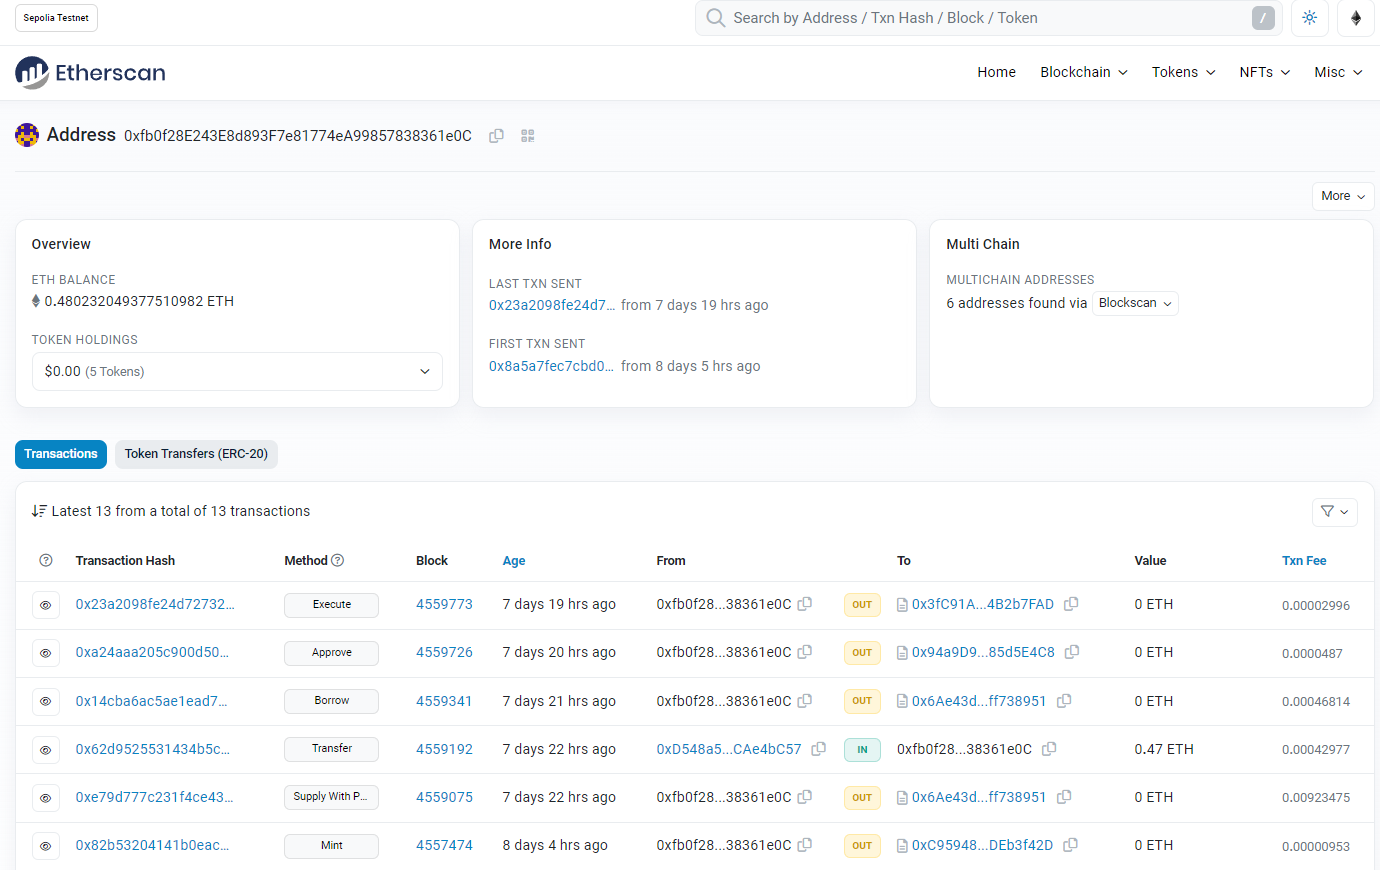 Sepolia Testnet
Search by Address / Txn Hash / Block / Token /
Etherscan
Home Blockchain Tokens NFTs Misc
Address 0xfb0f28E243E8d893F7e81774eA99857838361e0C
More
Overview
ETH BALANCE
0.480232049377510982 ETH
TOKEN HOLDINGS
$0.00 (5 Tokens)
More Info
LAST TXN SENT
0x23a2098fe24d7... from 7 days 19 hrs ago
FIRST TXN SENT
0x8a5a7fec7cbd0... from 8 days 5 hrs ago
Multi Chain
MULTICHAIN ADDRESSES
6 addresses found via Blockscan
Transactions Token Transfers (ERC-20)
Latest 13 from a total of 13 transactions
? Transaction Hash Method ? Block Age From To Value Txn Fee
0x23a2098fe24d72732... Execute 4559773 7 days 19 hrs ago 0xfb0f28...38361e0C OUT 0x3fC91A...4B2b7FAD 0 ETH 0.00002996
0xa24aaa205c900d50... Approve 4559726 7 days 20 hrs ago 0xfb0f28...38361e0C OUT 0x94a9D9...85d5E4C8 0 ETH 0.0000487
0x14cba6ac5ae1ead7... Borrow 4559341 7 days 21 hrs ago 0xfb0f28...38361e0C OUT 0x6Ae43d...ff738951 0 ETH 0.00046814
0x62d9525531434b5c... Transfer 4559192 7 days 22 hrs ago 0xD548a5...CAe4bC57 IN 0xfb0f28...38361e0C 0.47 ETH 0.00042977
0xe79d777c231f4ce43... Supply With P... 4559075 7 days 22 hrs ago 0xfb0f28...38361e0C OUT 0x6Ae43d...ff738951 0 ETH 0.00923475
0x82b53204141b0eac... Mint 4557474 8 days 4 hrs ago 0xfb0f28...38361e0C OUT 0xC95948...DEb3f42D 0 ETH 0.00000953